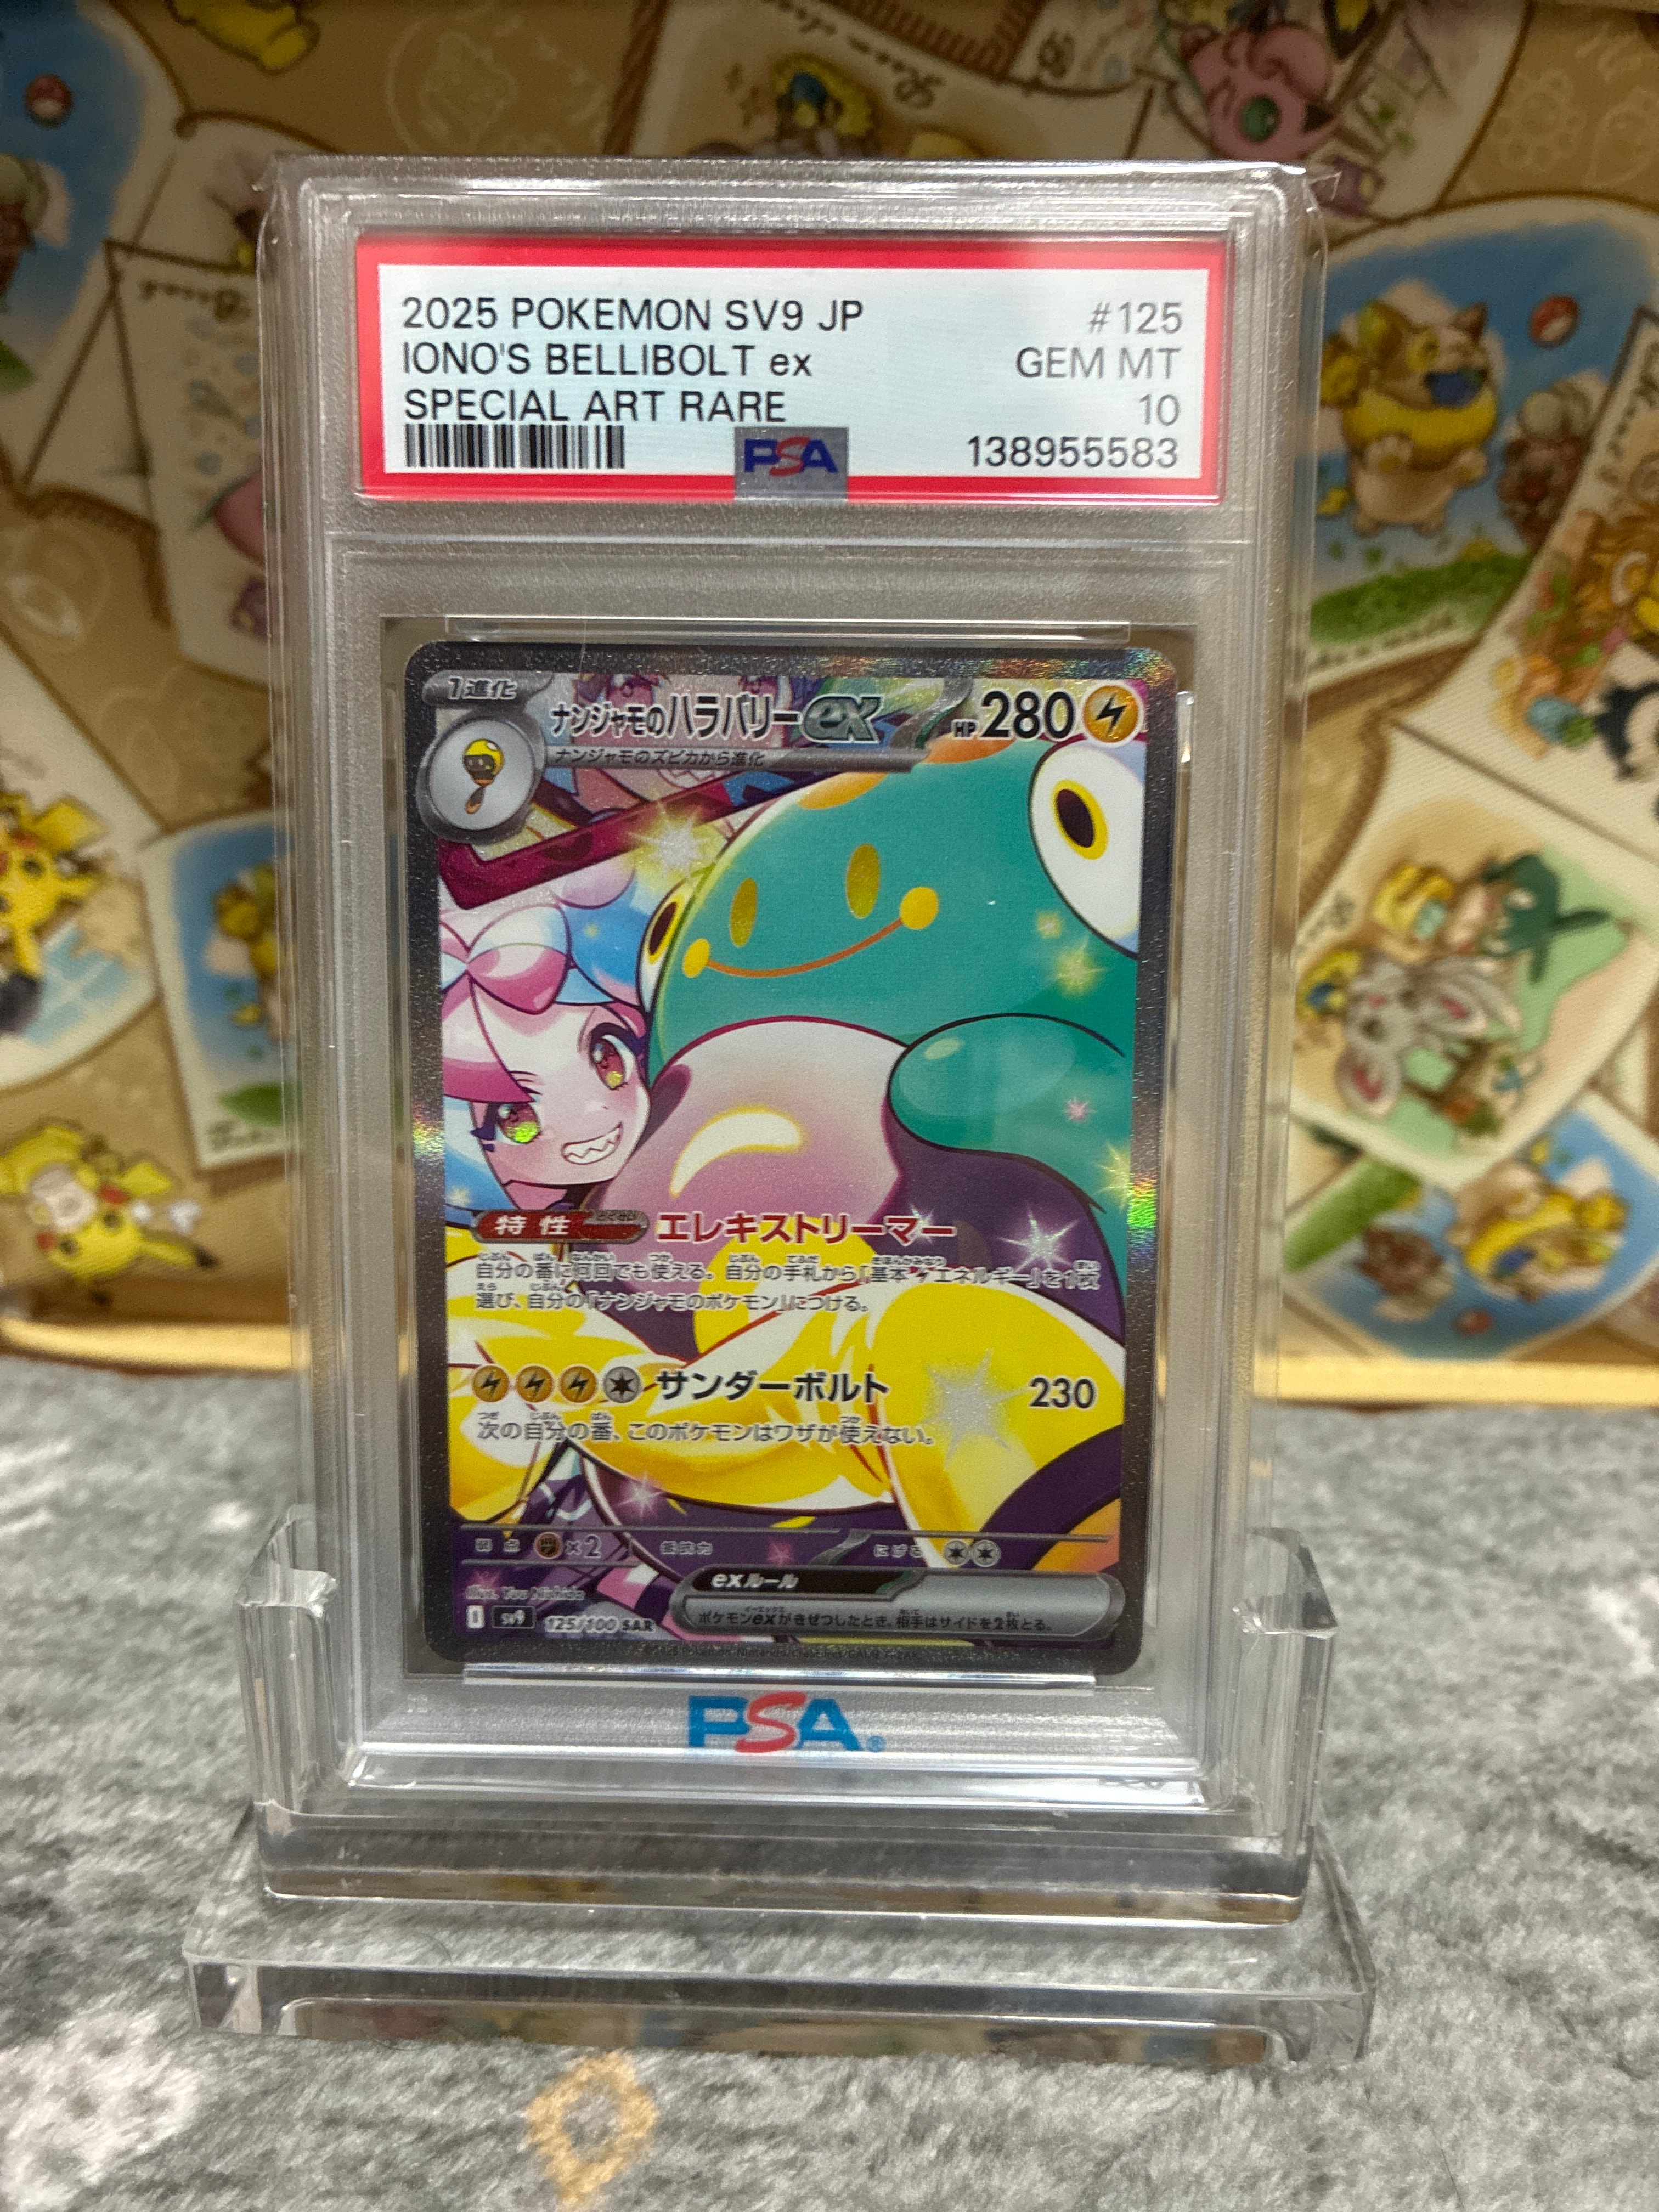 2025 POKEMON SV9 JP #125
IONO'S BELLIBOLT ex GEM MT
SPECIAL ART RARE 10
PSA 138955583
1進化 ナンジャモのハラバリーex HP280
ナンジャモのズピカから進化
特性 エレキストリーマー
自分の番に何回でも使える。自分の手札から「基本エネルギー」を1枚
選び、自分の「ナンジャモのポケモン」につける。
サンダーボルト 230
次の自分の番、このポケモンはワザが使えない。
弱点 ×2 抵抗力 にげる
exルール
Illus. Yuu Nishida
ポケモンexがきぜつしたとき、相手はサイドを2枚とる。
I SV9 125/100 SAR
PSA®